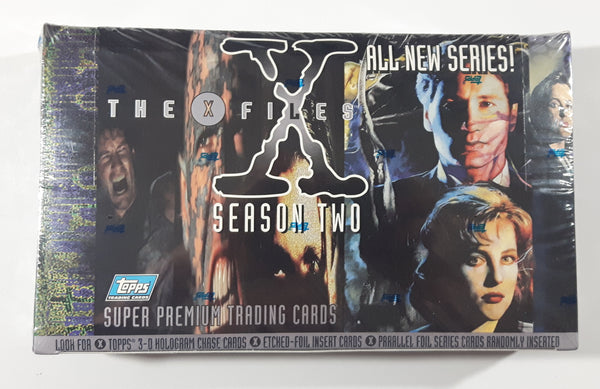 ALL NEW SERIES!
THE X FILES
X
SEASON TWO
Topps
TRADING CARDS
SUPER PREMIUM TRADING CARDS
LOOK FOR X TOPPS® 3-D HOLOGRAM CHASE CARDS X ETCHED-FOIL INSERT CARDS X PARALLEL FOIL SERIES CARDS RANDOMLY INSERTED